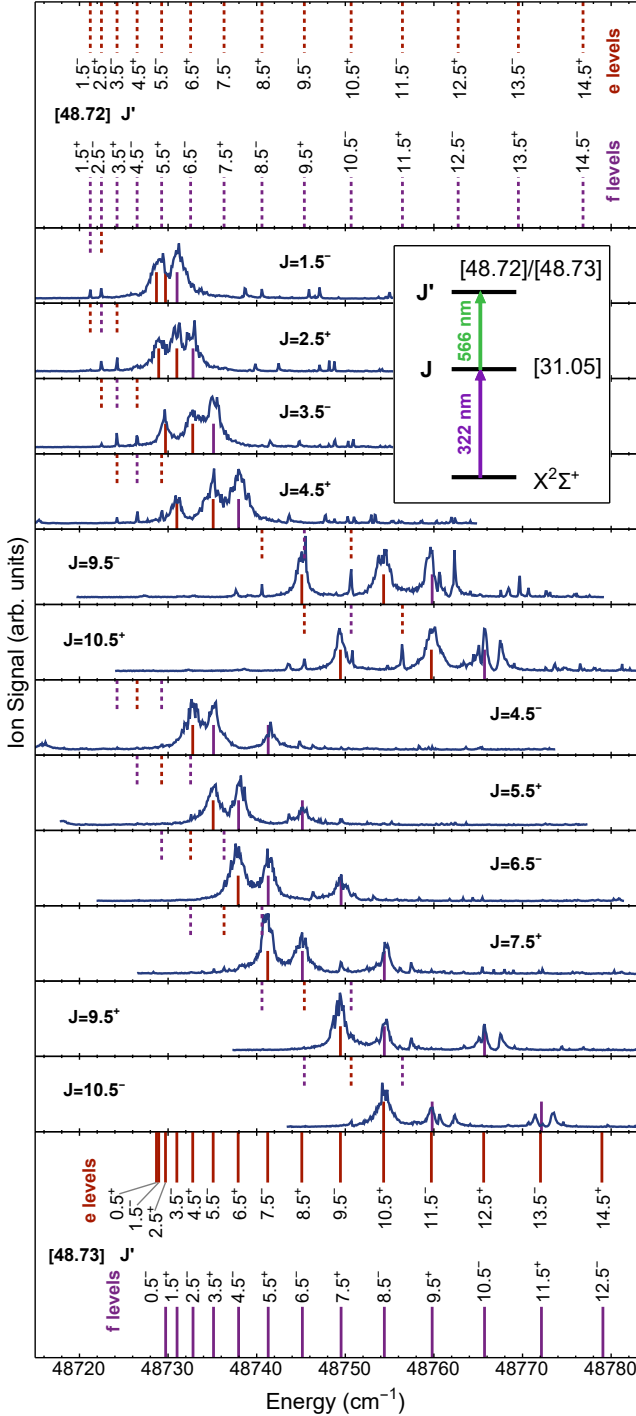 1.5⁻ 2.5⁺ 3.5⁻ 4.5⁺ 5.5⁻ 6.5⁺ 7.5⁻ 8.5⁺ 9.5⁻ 10.5⁺ 11.5⁻ 12.5⁺ 13.5⁻ 14.5⁺ e levels
[48.72] J'
1.5⁺ 2.5⁻ 3.5⁺ 4.5⁻ 5.5⁺ 6.5⁻ 7.5⁺ 8.5⁻ 9.5⁺ 10.5⁻ 11.5⁺ 12.5⁻ 13.5⁺ 14.5⁻ f levels
J=1.5⁻
J=2.5⁺
J=3.5⁻
J=4.5⁺
J=9.5⁻
J=10.5⁺
J=4.5⁻
J=5.5⁺
J=6.5⁻
J=7.5⁺
J=9.5⁺
J=10.5⁻
[48.72]/[48.73]
J'
566 nm
J
[31.05]
322 nm
X²Σ⁺
Ion Signal (arb. units)
e levels 0.5⁺ 1.5⁻ 2.5⁺ 3.5⁻ 4.5⁺ 5.5⁻ 6.5⁺ 7.5⁻ 8.5⁺ 9.5⁻ 10.5⁺ 11.5⁻ 12.5⁺ 13.5⁻ 14.5⁺
[48.73] J'
f levels 0.5⁻ 1.5⁺ 2.5⁻ 3.5⁺ 4.5⁻ 5.5⁺ 6.5⁻ 7.5⁺ 8.5⁻ 9.5⁺ 10.5⁻ 11.5⁺ 12.5⁻
48720 48730 48740 48750 48760 48770 48780
Energy (cm⁻¹)